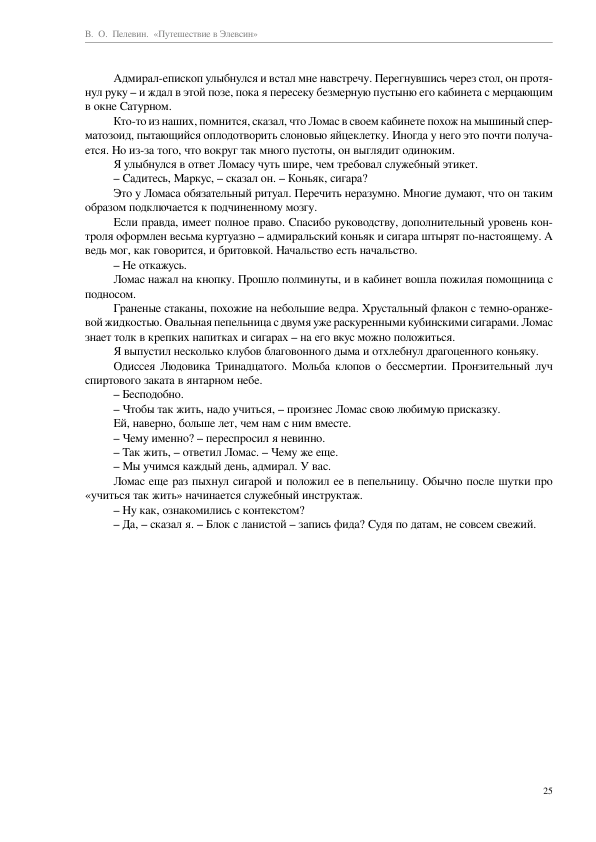 В. О. Пелевин. «Путешествие в Элевсин»
Адмирал-епископ улыбнулся и встал мне навстречу. Перегнувшись через стол, он протя-
нул руку – и ждал в этой позе, пока я пересеку безмерную пустыню его кабинета с мерцающим
в окне Сатурном.
Кто-то из наших, помнится, сказал, что Ломас в своем кабинете похож на мышиный спер-
матозоид, пытающийся оплодотворить слоновью яйцеклетку. Иногда у него это почти получа-
ется. Но из-за того, что вокруг так много пустоты, он выглядит одиноким.
Я улыбнулся в ответ Ломасу чуть шире, чем требовал служебный этикет.
– Садитесь, Маркус, – сказал он. – Коньяк, сигара?
Это у Ломаса обязательный ритуал. Перечить неразумно. Многие думают, что он таким
образом подключается к подчиненному мозгу.
Если правда, имеет полное право. Спасибо руководству, дополнительный уровень кон-
троля оформлен весьма куртуазно – адмиральский коньяк и сигара штырят по-настоящему. А
ведь мог, как говорится, и бритовкой. Начальство есть начальство.
– Не откажусь.
Ломас нажал на кнопку. Прошло полминуты, и в кабинет вошла пожилая помощница с
подносом.
Граненые стаканы, похожие на небольшие ведра. Хрустальный флакон с темно-оранже-
вой жидкостью. Овальная пепельница с двумя уже раскуренными кубинскими сигарами. Ломас
знает толк в крепких напитках и сигарах – на его вкус можно положиться.
Я выпустил несколько клубов благовонного дыма и отхлебнул драгоценного коньяку.
Одиссея Людовика Тринадцатого. Мольба клопов о бессмертии. Пронзительный луч
спиртового заката в янтарном небе.
– Бесподобно.
– Чтобы так жить, надо учиться, – произнес Ломас свою любимую присказку.
Ей, наверно, больше лет, чем нам с ним вместе.
– Чему именно? – переспросил я невинно.
– Так жить, – ответил Ломас. – Чему же еще.
– Мы учимся каждый день, адмирал. У вас.
Ломас еще раз пыхнул сигарой и положил ее в пепельницу. Обычно после шутки про
«учиться так жить» начинается служебный инструктаж.
– Ну как, ознакомились с контекстом?
– Да, – сказал я. – Блок с ланистой – запись фида? Судя по датам, не совсем свежий.
25